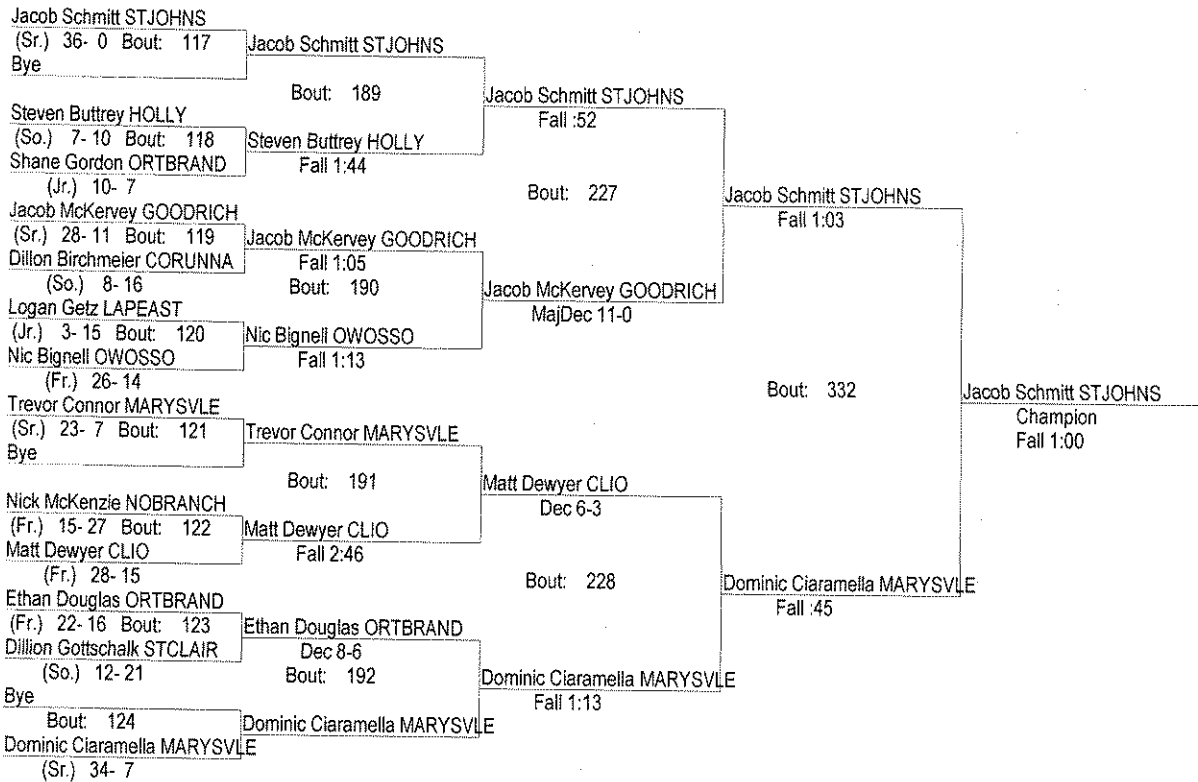 Jacob Schmitt STJOHNS
(Sr.) 36- 0 Bout: 117
Bye
Jacob Schmitt STJOHNS
Bout: 189
Steven Buttrey HOLLY
(So.) 7- 10 Bout: 118
Shane Gordon ORTBRAND
(Jr.) 10- 7
Steven Buttrey HOLLY
Fall 1:44
Jacob Schmitt STJOHNS
Fall :52
Bout: 227
Jacob McKervey GOODRICH
(Sr.) 28- 11 Bout: 119
Dillon Birchmeier CORUNNA
(So.) 8- 16
Jacob McKervey GOODRICH
Fall 1:05
Bout: 190
Logan Getz LAPEAST
(Jr.) 3- 15 Bout: 120
Nic Bignell OWOSSO
(Fr.) 26- 14
Nic Bignell OWOSSO
Fall 1:13
Jacob McKervey GOODRICH
MajDec 11-0
Jacob Schmitt STJOHNS
Fall 1:03
Bout: 332
Jacob Schmitt STJOHNS
Champion
Fall 1:00
Trevor Connor MARYSVLE
(Sr.) 23- 7 Bout: 121
Bye
Trevor Connor MARYSVLE
Bout: 191
Nick McKenzie NOBRANCH
(Fr.) 15- 27 Bout: 122
Matt Dewyer CLIO
(Fr.) 28- 15
Matt Dewyer CLIO
Fall 2:46
Matt Dewyer CLIO
Dec 6-3
Bout: 228
Dominic Ciaramella MARYSVLE
Fall :45
Ethan Douglas ORTBRAND
(Fr.) 22- 16 Bout: 123
Dillion Gottschalk STCLAIR
(So.) 12- 21
Ethan Douglas ORTBRAND
Dec 8-6
Bout: 192
Bye
Bout: 124
Dominic Ciaramella MARYSVLE
(Sr.) 34- 7
Dominic Ciaramella MARYSVLE
Dominic Ciaramella MARYSVLE
Fall 1:13